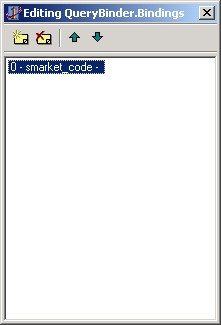 Editing QueryBinder.Bindings
0 - smarket_code -